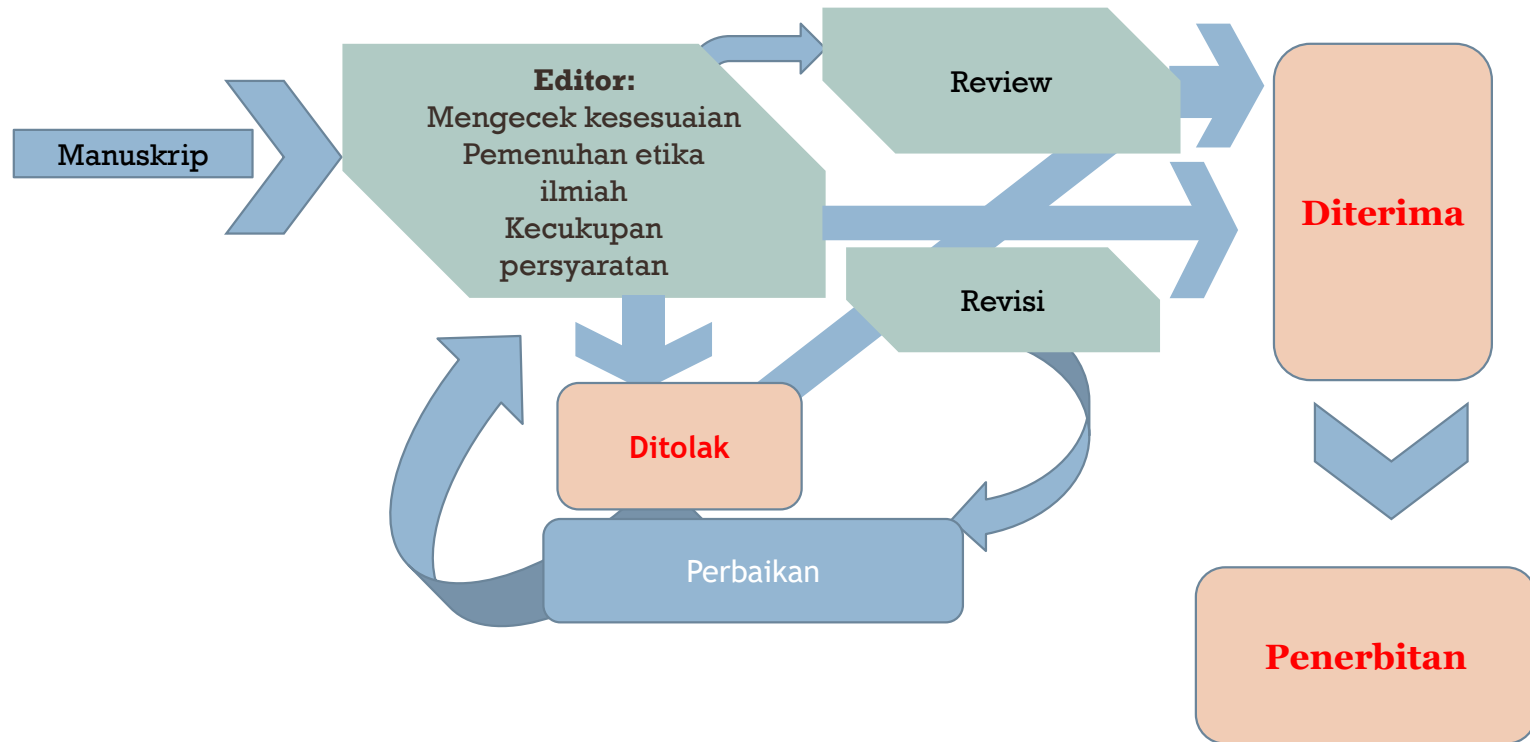 Manuskrip
Editor:
Mengecek kesesuaian
Pemenuhan etika
ilmiah
Kecukupan
persyaratan
Review
Revisi
Diterima
Ditolak
Perbaikan
Penerbitan